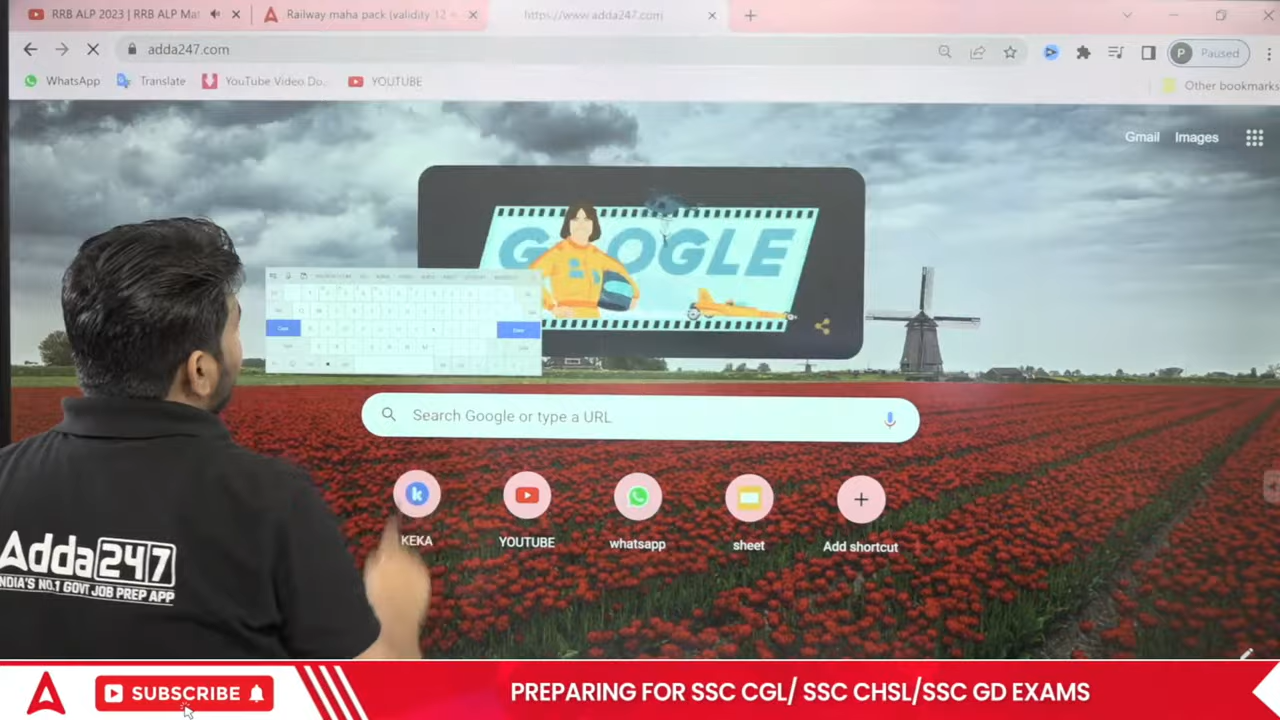 RRB ALP 2023 | RRB ALP Ma
Railway maha pack (validity 12
https://www.adda247.com
adda247.com
P Paused
WhatsApp
Translate
YouTube Video Do...
YOUTUBE
Other bookmarks
Gmail Images
GOOGLE
Search Google or type a URL
k
KEKA
YOUTUBE
whatsapp
sheet
Add shortcut
Adda247
INDIA'S NO.1 GOVT JOB PREP APP
SUBSCRIBE
PREPARING FOR SSC CGL/ SSC CHSL/SSC GD EXAMS